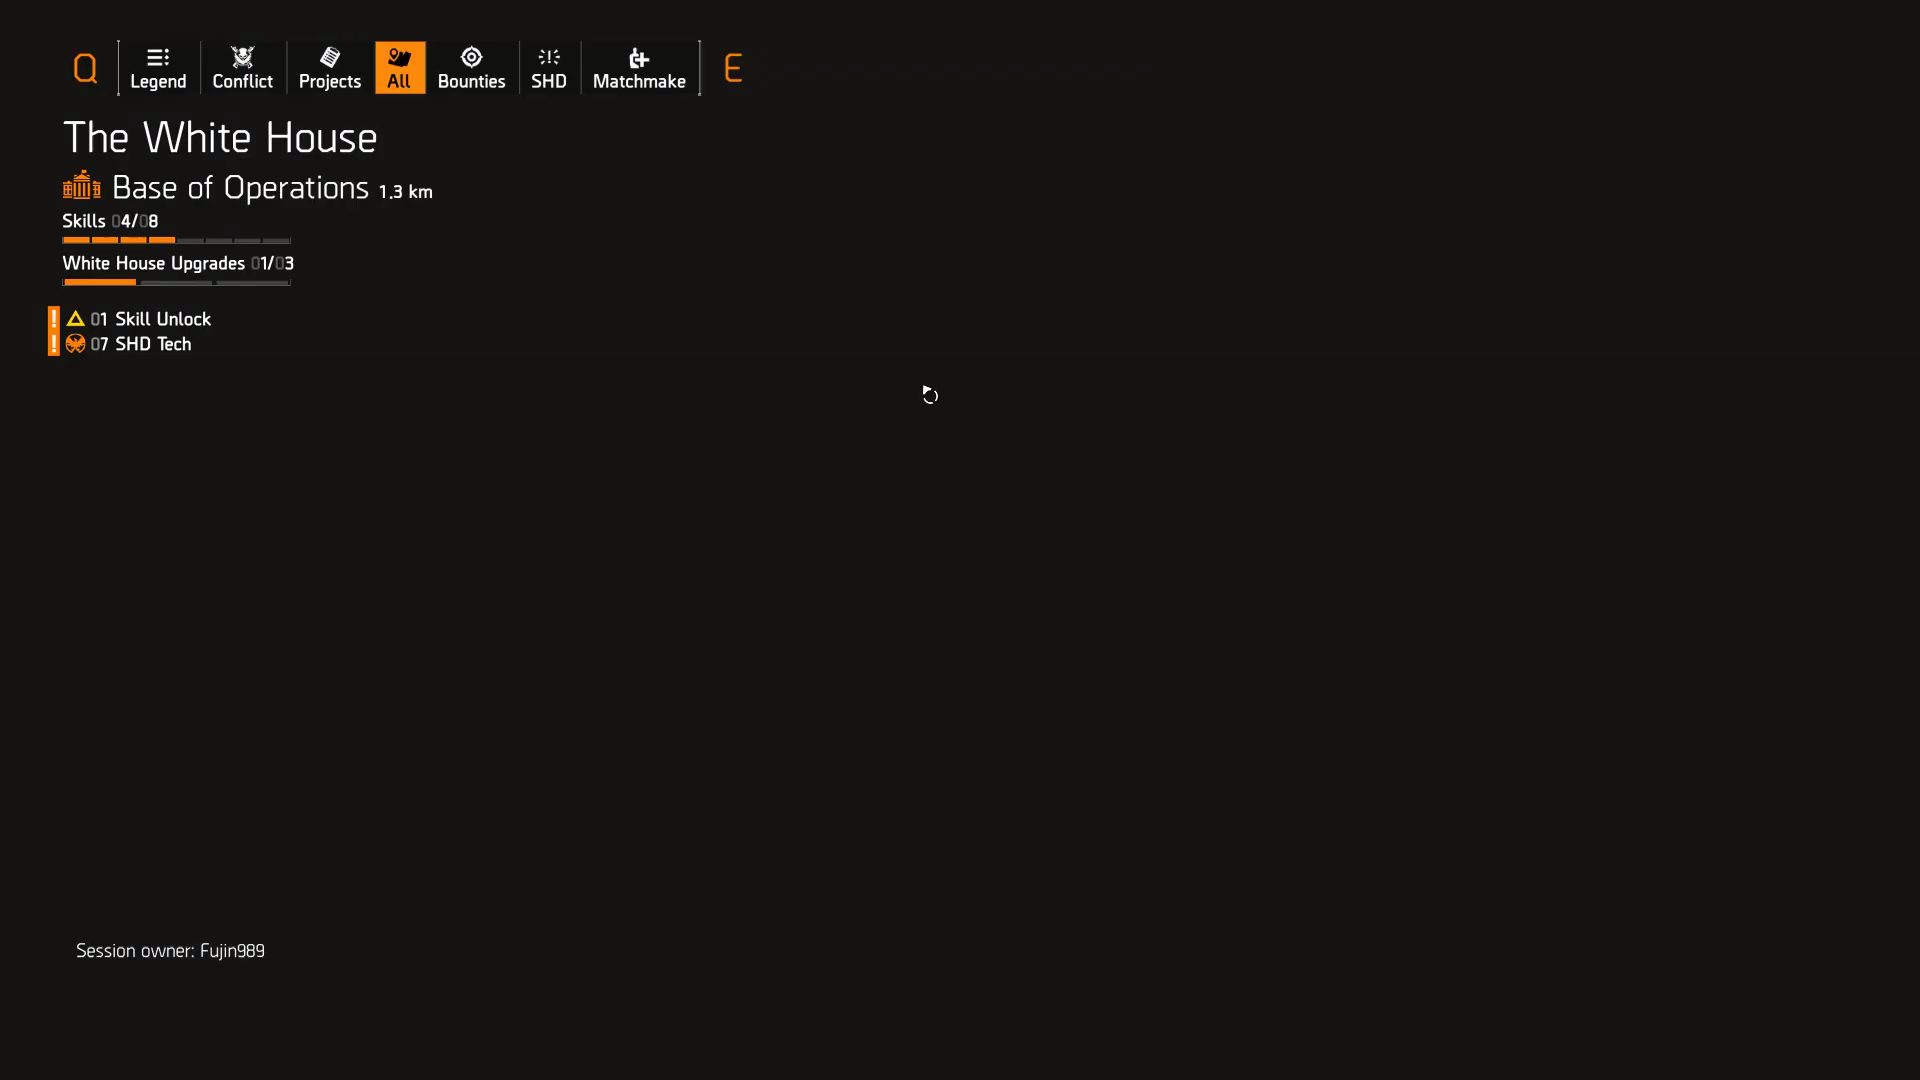 Q Legend Conflict Projects All Bounties SHD Matchmake E
The White House
Base of Operations 1.3 km
Skills 04/08
White House Upgrades 01/03
! 01 Skill Unlock
! 07 SHD Tech
Session owner: Fujin989